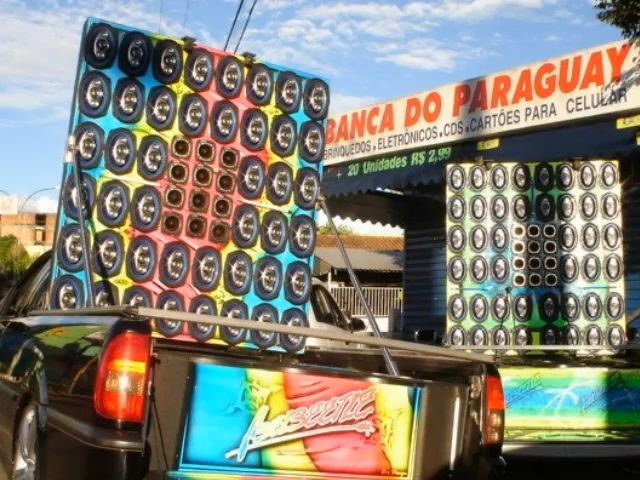 BANCA DO PARAGUAY
BRINQUEDOS • ELETRÔNICOS • CDS • CARTÕES PARA CELULAR
+ 20 Unidades R$ 2,99